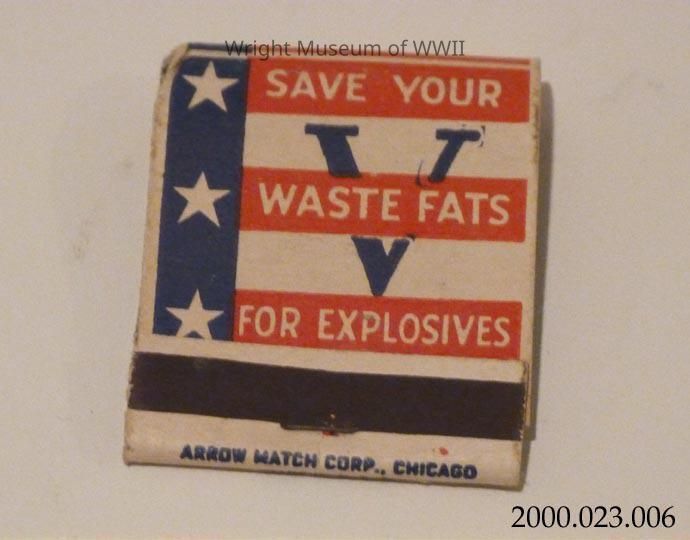 Wright Museum of WWII
SAVE YOUR
V
WASTE FATS
FOR EXPLOSIVES
ARROW MATCH CORP., CHICAGO
2000.023.006